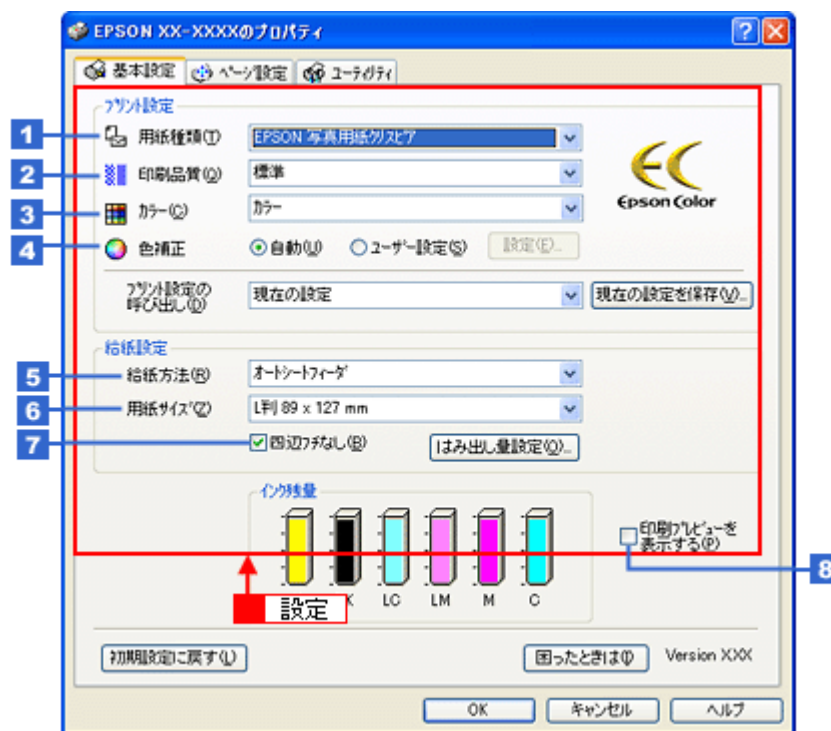 EPSON XX-XXXXのプロパティ
基本設定 ページ設定 ユーティリティ
プリント設定
1 用紙種類(T) EPSON 写真用紙クリスピア
2 印刷品質(Q) 標準
3 カラー(C) カラー
Epson Color
4 色補正 自動(U) ユーザー設定(S) 設定(E)...
プリント設定の
呼び出し(D) 現在の設定 現在の設定を保存(V)...
給紙設定
5 給紙方法(R) オートシートフィーダ
6 用紙サイズ(Z) L判 89 x 127 mm
7 四辺フチなし(B) はみ出し量設定(O)...
インク残量
印刷プレビューを
表示する(P)
8
K LC LM M C
設定
初期設定に戻す(L) 困ったときは(I) Version XXX
OK キャンセル ヘルプ